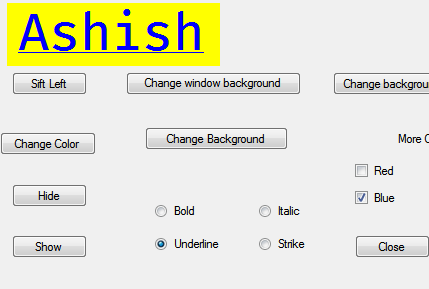 Ashish
Sift Left
Change window background
Change backgrou
Change Color
Change Background
More
Red
Hide
Blue
Bold
Italic
Show
Underline
Strike
Close